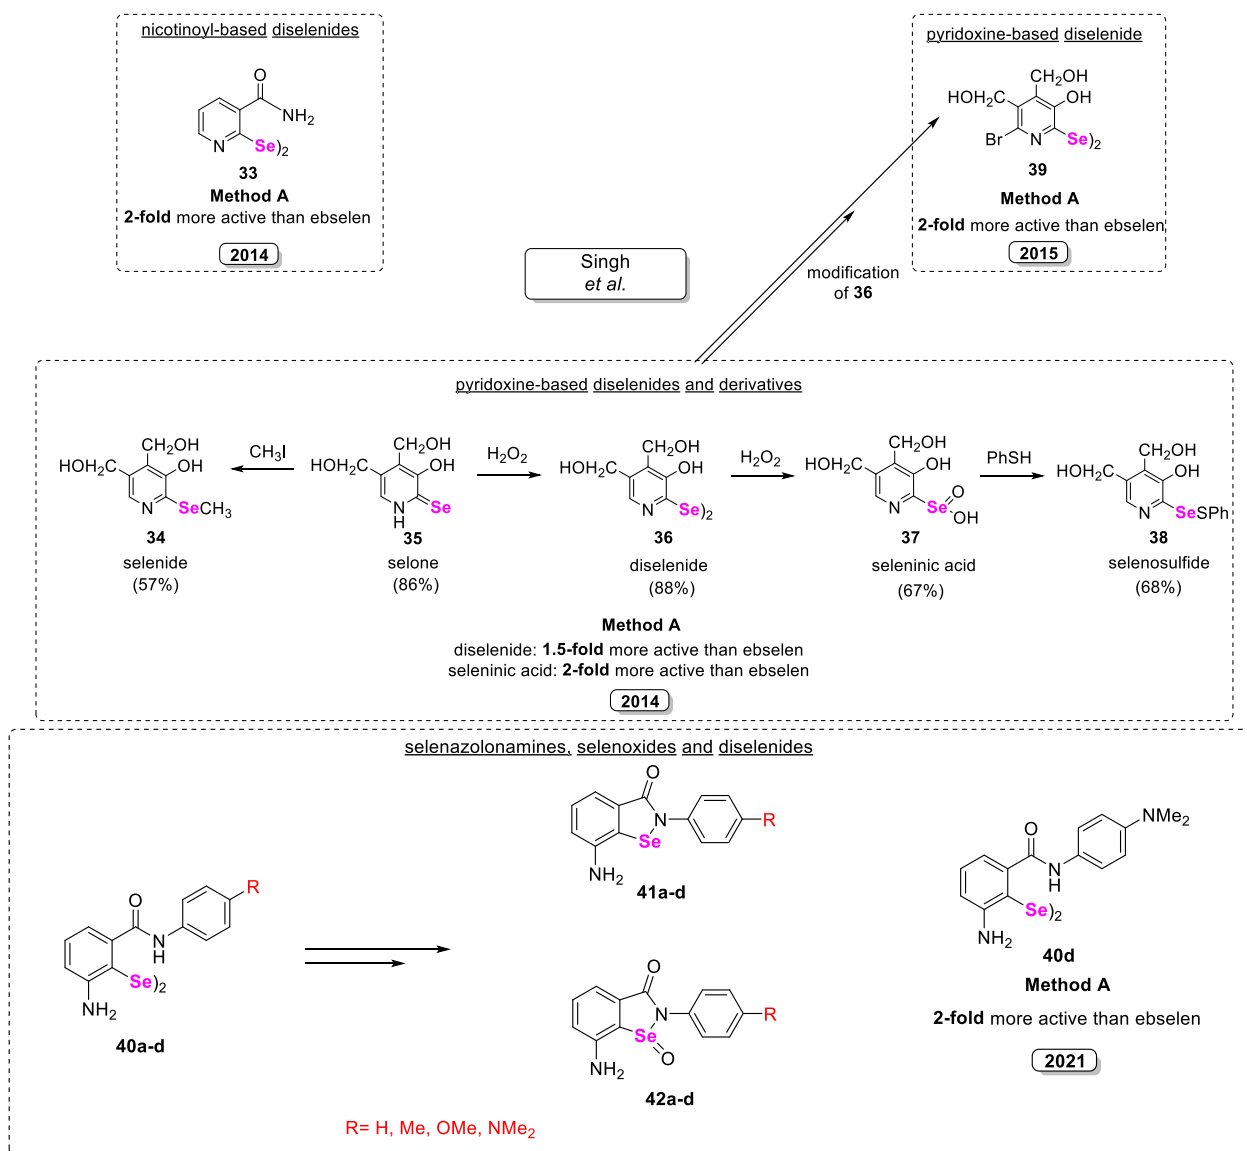 nicotinoyl-based diselenides
O
NH2
N
Se)2
33
Method A
2-fold more active than ebselen
2014
pyridoxine-based diselenide
CH2OH
HOH2C
OH
Br
N
Se)2
39
Method A
2-fold more active than ebselen
2015
Singh
et al.
modification
of 36
pyridoxine-based diselenides and derivatives
CH2OH
HOH2C
OH
N
SeCH3
34
selenide
(57%)
CH3I
CH2OH
HOH2C
OH
N
H
Se
35
selone
(86%)
H2O2
CH2OH
HOH2C
OH
N
Se)2
36
diselenide
(88%)
H2O2
CH2OH
HOH2C
OH
N
Se
O
OH
37
seleninic acid
(67%)
PhSH
CH2OH
HOH2C
OH
N
SeSPh
38
selenosulfide
(68%)
Method A
diselenide: 1.5-fold more active than ebselen
seleninic acid: 2-fold more active than ebselen
2014
selenazolonamines, selenoxides and diselenides
O
R
N
H
Se)2
NH2
40a-d
O
N
R
Se
NH2
41a-d
O
N
R
Se
O
NH2
42a-d
NMe2
O
N
H
Se)2
NH2
40d
Method A
2-fold more active than ebselen
2021
R= H, Me, OMe, NMe2